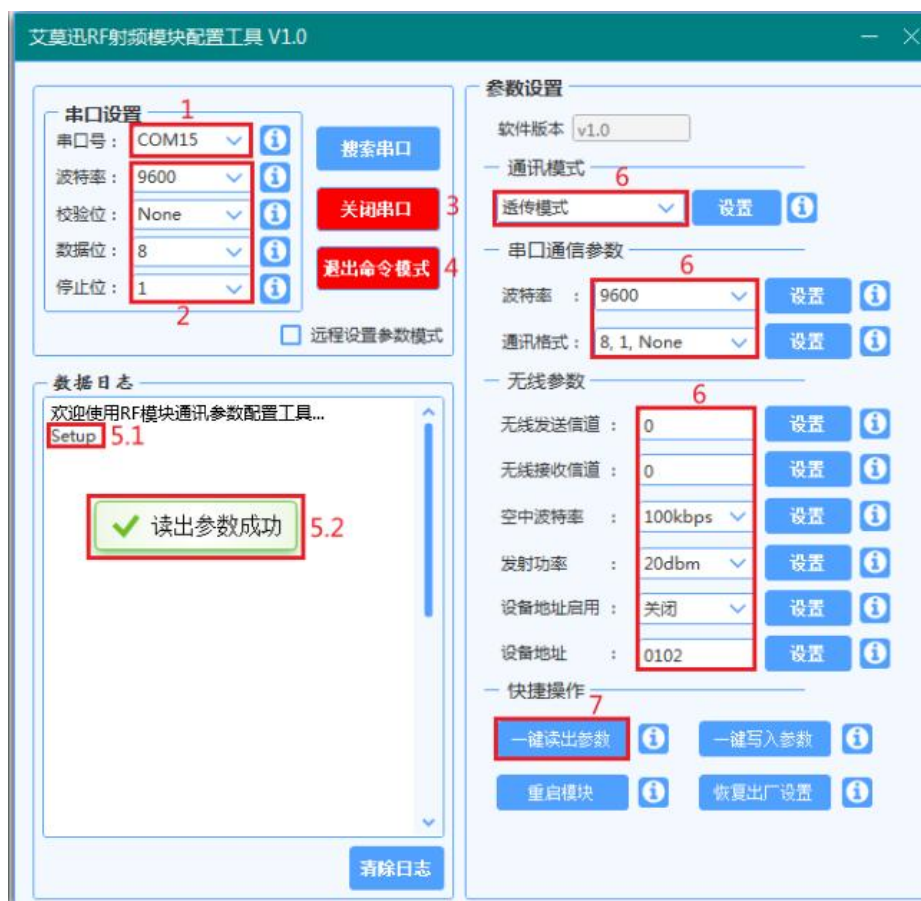 艾莫迅RF射频模块配置工具 V1.0
串口设置
1
串口号： COM15
搜索串口
波特率： 9600
校验位： None
关闭串口 3
数据位： 8
退出命令模式 4
停止位： 1
2
远程设置参数模式
数据日志
欢迎使用RF模块通讯参数配置工具...
Setup 5.1
读出参数成功 5.2
清除日志
参数设置
软件版本 v1.0
通讯模式
6
透传模式 设置
串口通信参数
6
波特率 ： 9600 设置
通讯格式： 8, 1, None 设置
无线参数
6
无线发送信道 ： 0 设置
无线接收信道 ： 0 设置
空中波特率 ： 100kbps 设置
发射功率 ： 20dbm 设置
设备地址启用 ： 关闭 设置
设备地址 ： 0102 设置
快捷操作
7
一键读出参数 一键写入参数
重启模块 恢复出厂设置